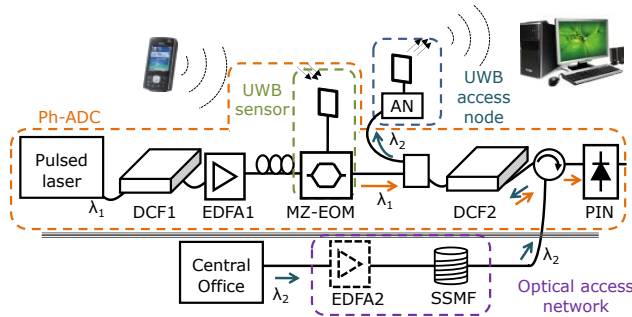 UWB
sensor
UWB
access
node
AN
Ph-ADC
λ2
Pulsed
laser
λ1
DCF1
EDFA1
MZ-EOM
λ1
DCF2
PIN
Central
Office
λ2
EDFA2
SSMF
λ2
Optical access
network